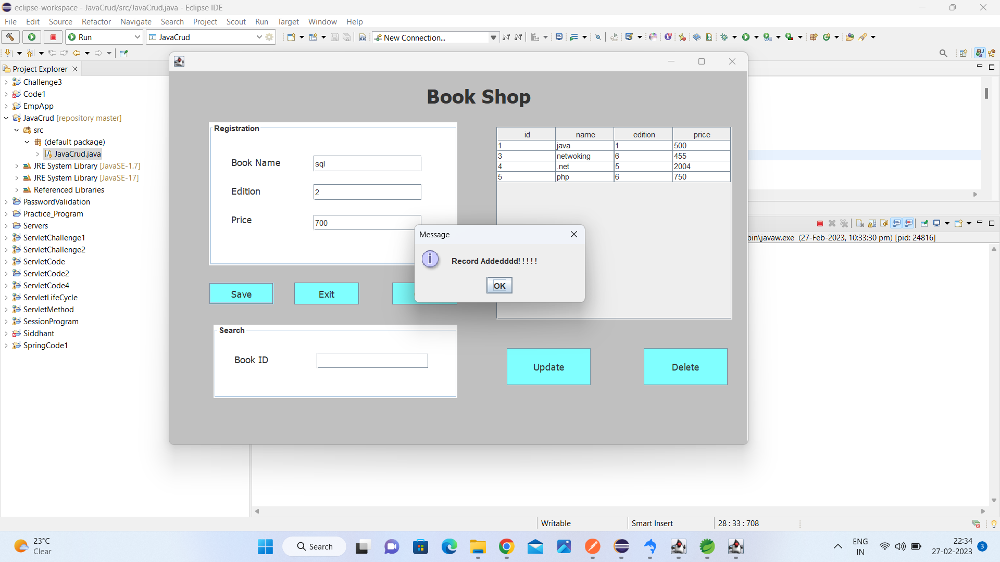 eclipse-workspace - JavaCrud/src/JavaCrud.java - Eclipse IDE
File Edit Source Refactor Navigate Search Project Scout Run Target Window Help
Run
JavaCrud
New Connection...
Project Explorer
Challenge3
Code1
EmpApp
JavaCrud [repository master]
src
(default package)
JavaCrud.java
JRE System Library [JavaSE-1.7]
JRE System Library [JavaSE-17]
Referenced Libraries
PasswordValidation
Practice_Program
Servers
ServletChallenge1
ServletChallenge2
ServletCode
ServletCode2
ServletCode4
ServletLifeCycle
ServletMethod
SessionProgram
Siddhant
SpringCode1
Book Shop
Registration
Book Name sql
Edition 2
Price 700
Save Exit
Search
Book ID
id name edition price
1 java 1 500
3 netwoking 6 455
4 .net 5 2004
5 php 6 750
Update Delete
Message
Record Addedddd!!!!!
OK
bin\javaw.exe (27-Feb-2023, 10:33:30 pm) [pid: 24816]
Writable Smart Insert 28 : 33 : 708
23°C
Clear
Search
ENG
IN
22:34
27-02-2023
3